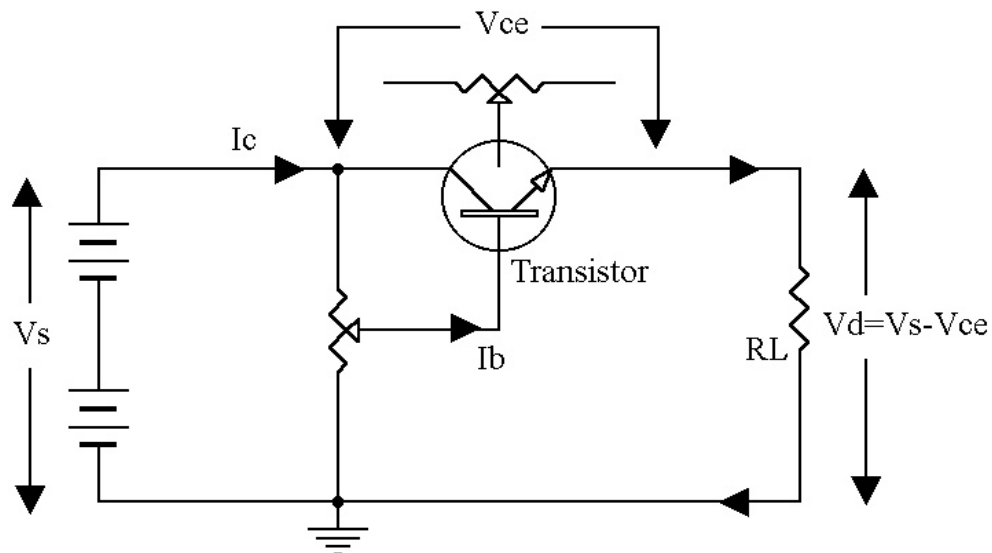 Vce
Ic
Transistor
Vs
Ib
RL
Vd=Vs-Vce